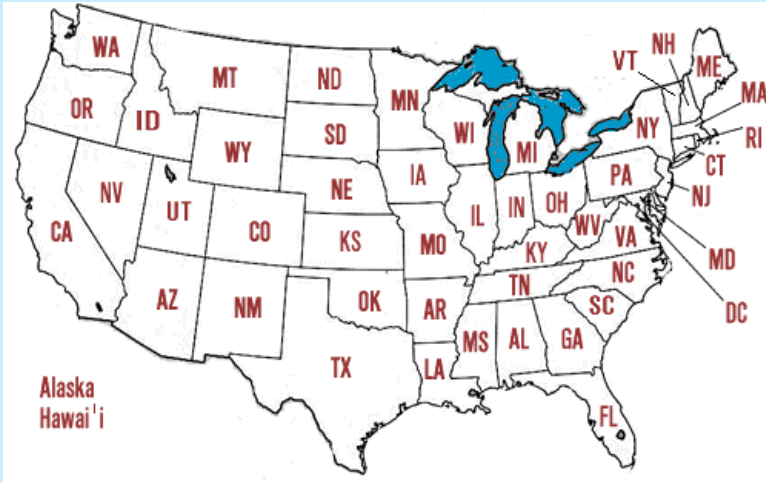 NH
VT
ME
WA
MT
ND
MN
MA
OR
ID
SD
WI
NY
RI
WY
MI
CT
IA
PA
NE
NJ
NV
UT
IL
IN
OH
CA
CO
KS
MO
WV
VA
KY
MD
NC
TN
AZ
NM
OK
AR
SC
DC
MS
AL
GA
TX
LA
Alaska
Hawai'i
FL